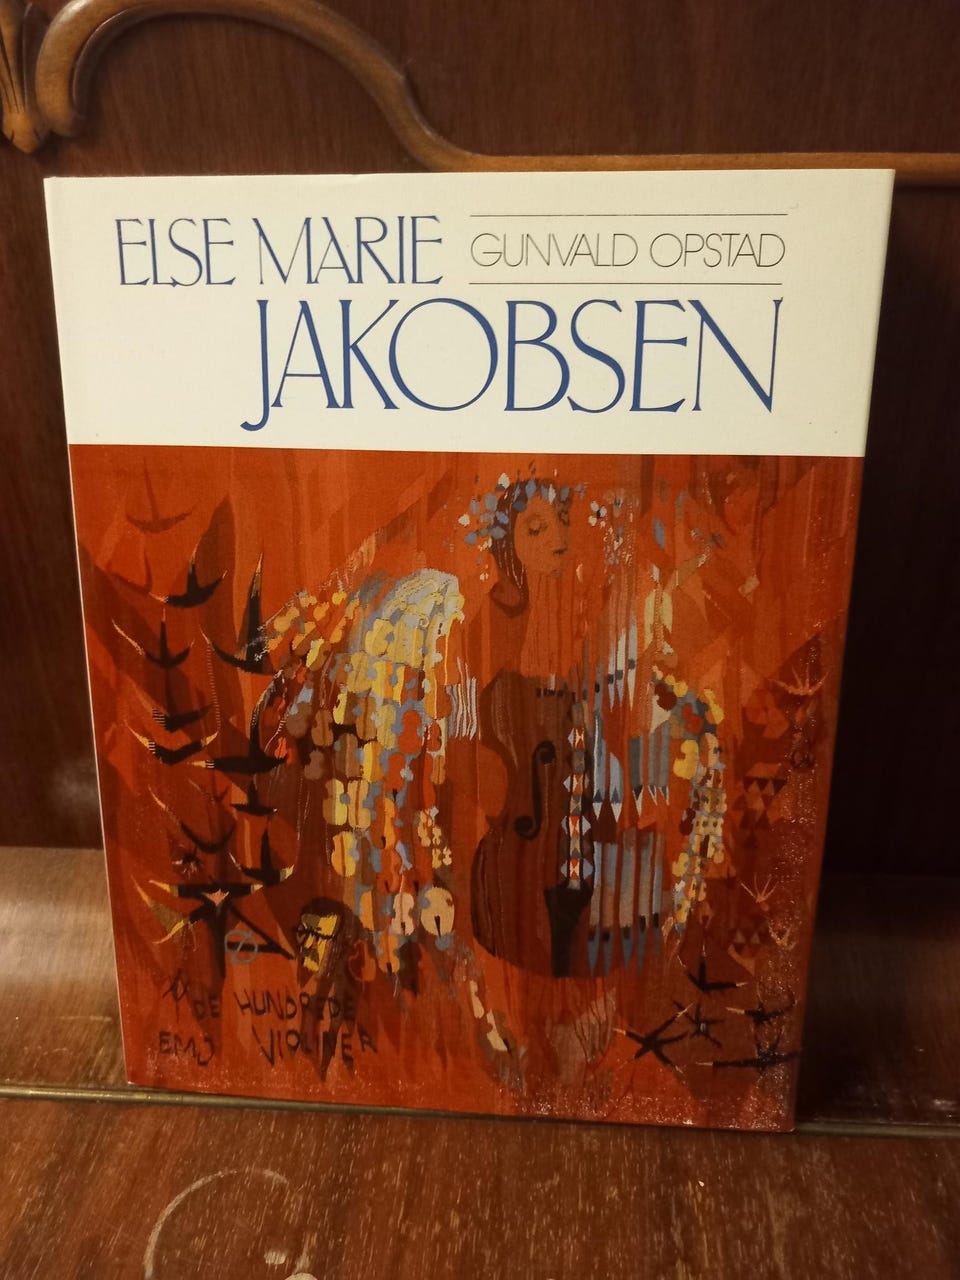 ELSE MARIE
GUNVALD OPSTAD
JAKOBSEN
DE HUNDREDE
EMJ VIOLINER